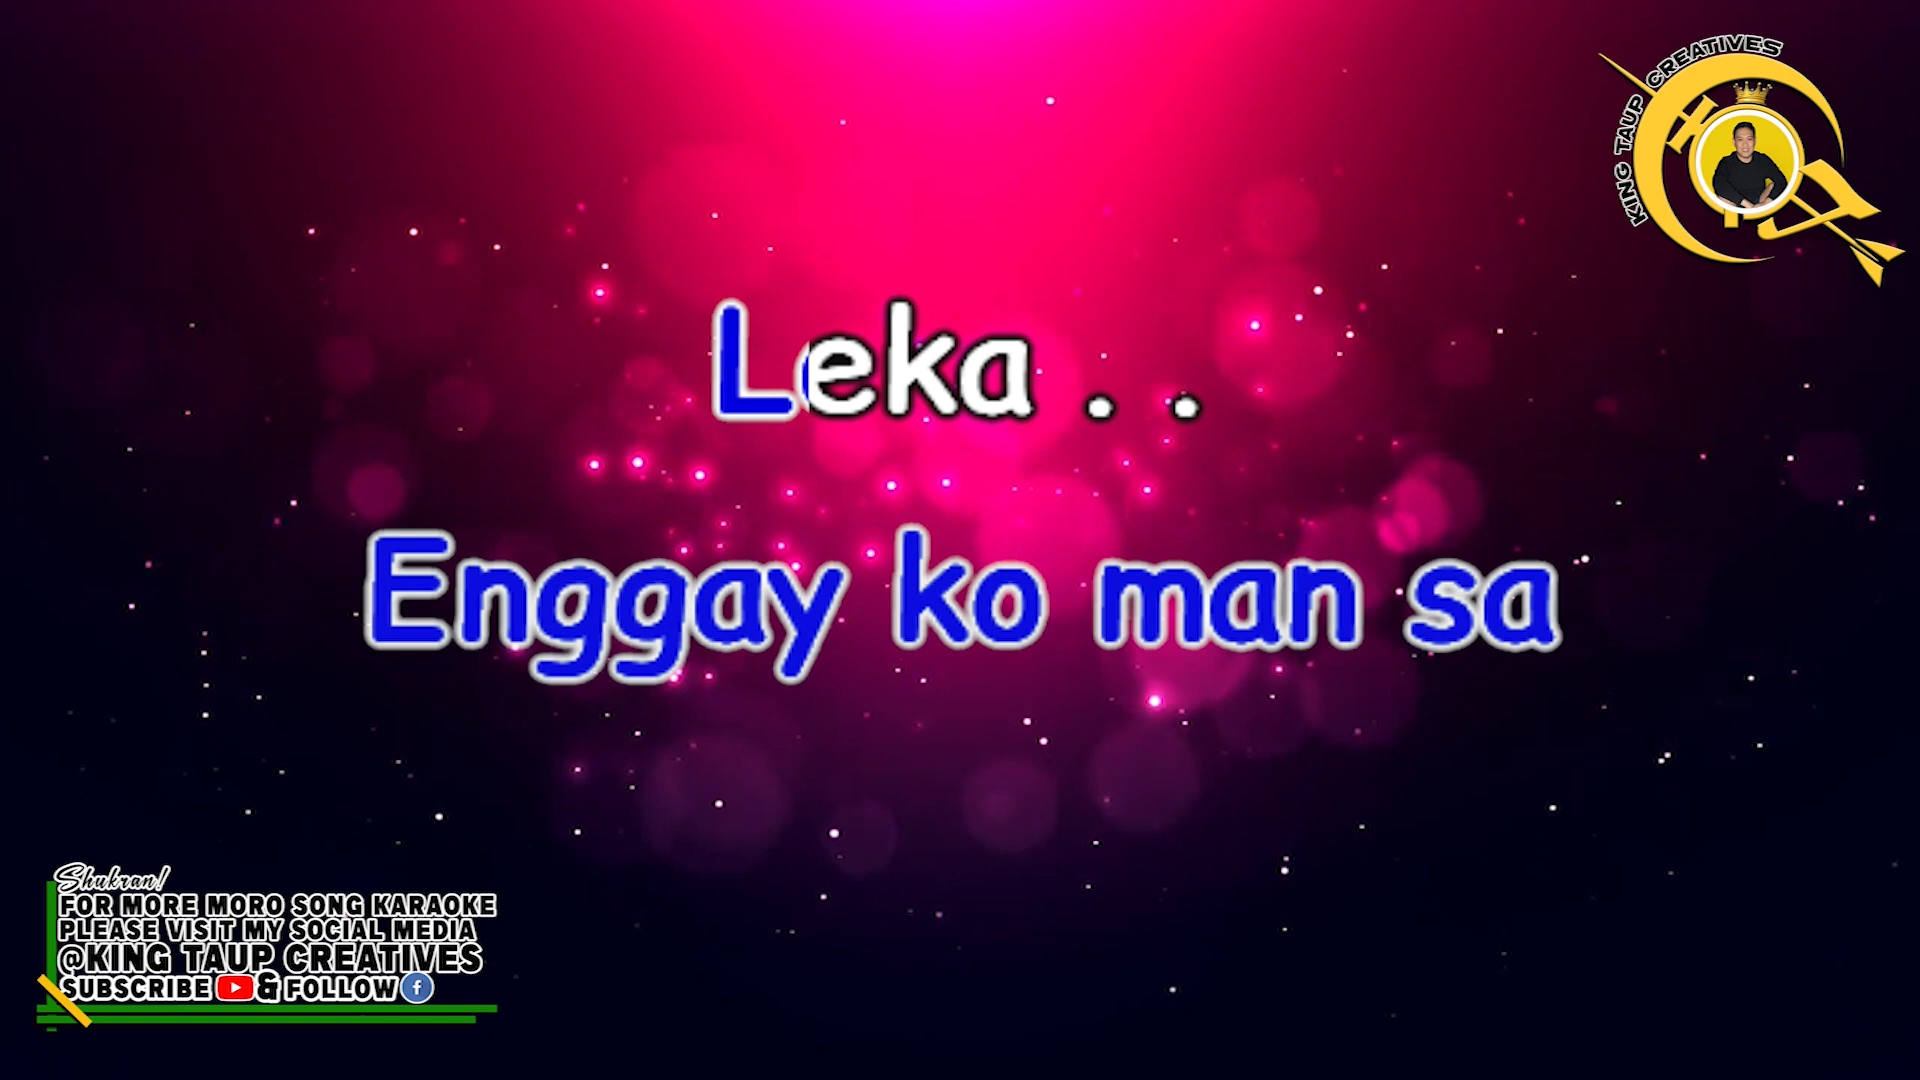 KING TAUP CREATIVES
Leka . .
Enggay ko man sa
Shukran!
FOR MORE MORO SONG KARAOKE
PLEASE VISIT MY SOCIAL MEDIA
@KING TAUP CREATIVES
SUBSCRIBE & FOLLOW